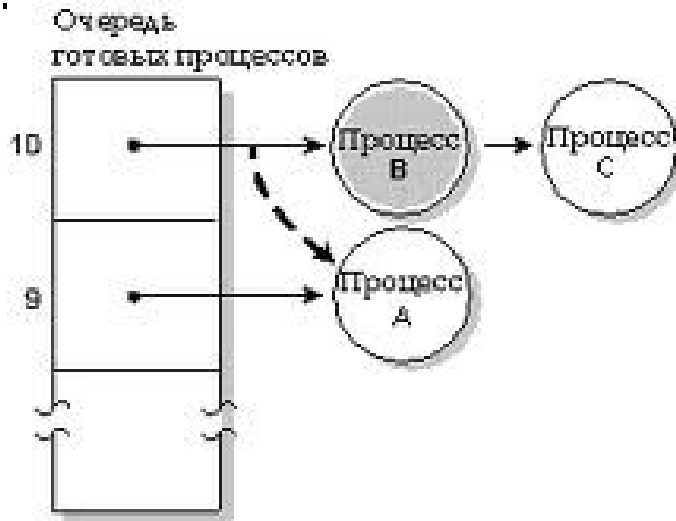 Очередь
готовых процессов
10
Процесс
B
Процесс
C
9
Процесс
A